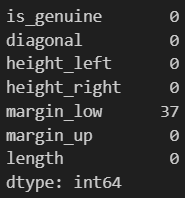 is_genuine       0
diagonal         0
height_left      0
height_right     0
margin_low      37
margin_up        0
length           0
dtype: int64